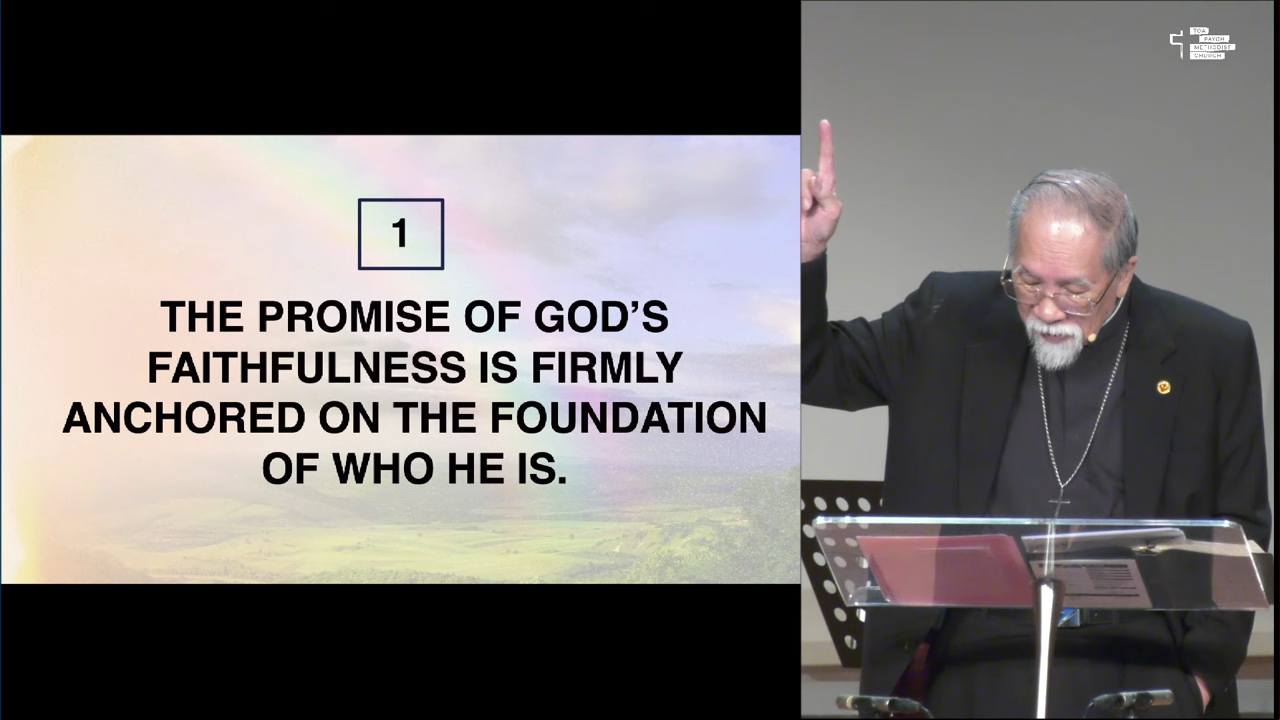 1
THE PROMISE OF GOD'S
FAITHFULNESS IS FIRMLY
ANCHORED ON THE FOUNDATION
OF WHO HE IS.
TOA
PAYOH
METHODIST
CHURCH